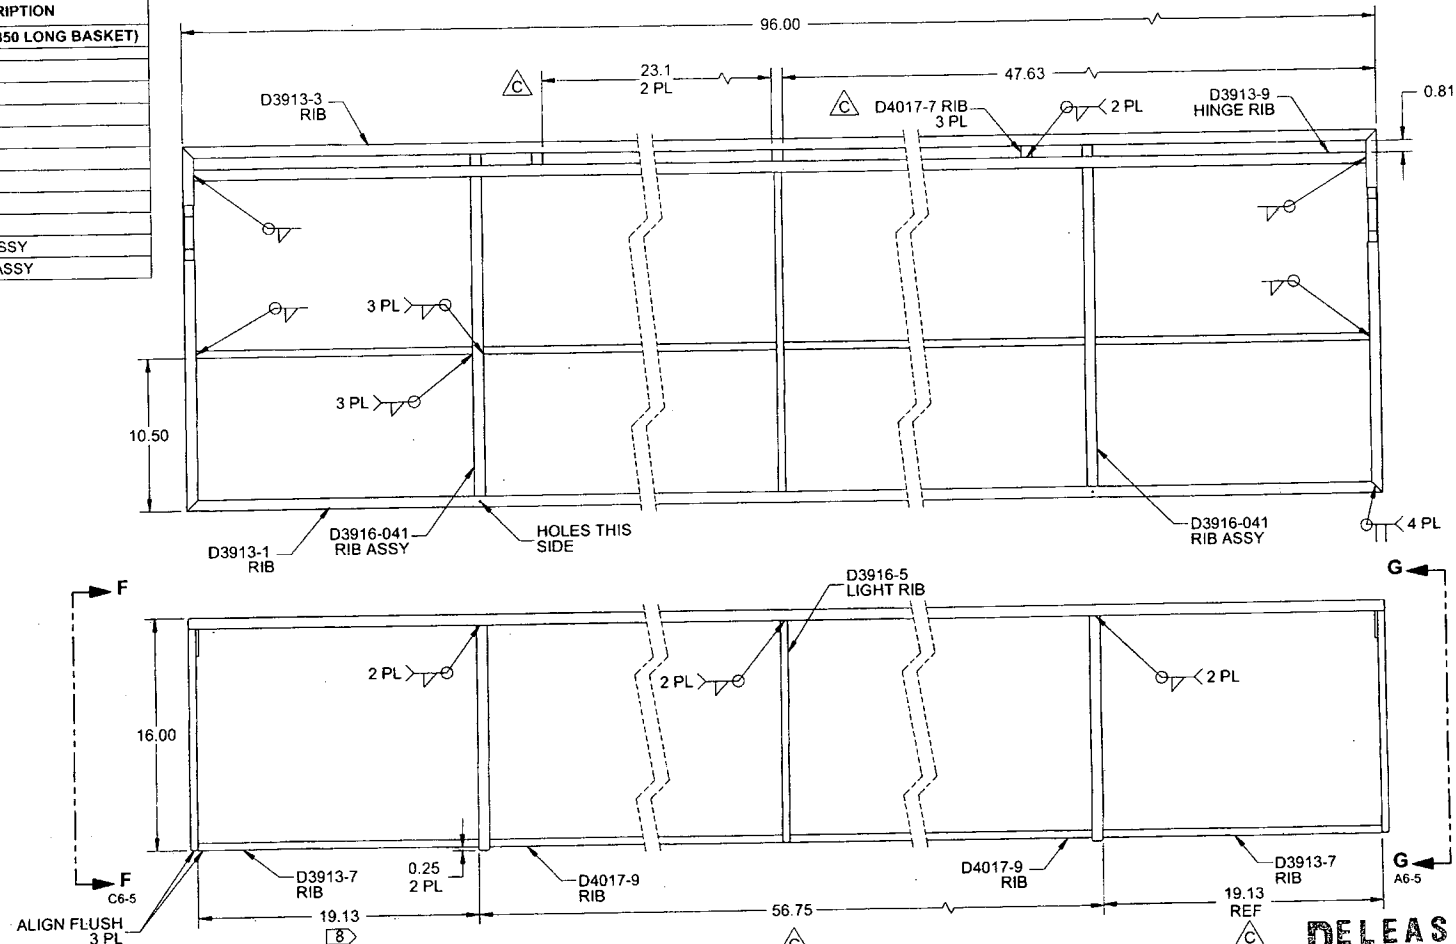 RIPTION
350 LONG BASKET)
SSY
ASSY
96.00
23.1
2 PL
C
47.63
0.81
D3913-3
RIB
C
D4017-7 RIB
3 PL
2 PL
D3913-9
HINGE RIB
3 PL
3 PL
10.50
D3913-1
RIB
D3916-041
RIB ASSY
HOLES THIS
SIDE
D3916-041
RIB ASSY
4 PL
F
D3916-5
LIGHT RIB
G
2 PL
2 PL
2 PL
16.00
F
C6-5
ALIGN FLUSH
3 PL
D3913-7
RIB
0.25
2 PL
D4017-9
RIB
D4017-9
RIB
D3913-7
RIB
G
A6-5
19.13
8
56.75
C
19.13
REF
C
DELEAS